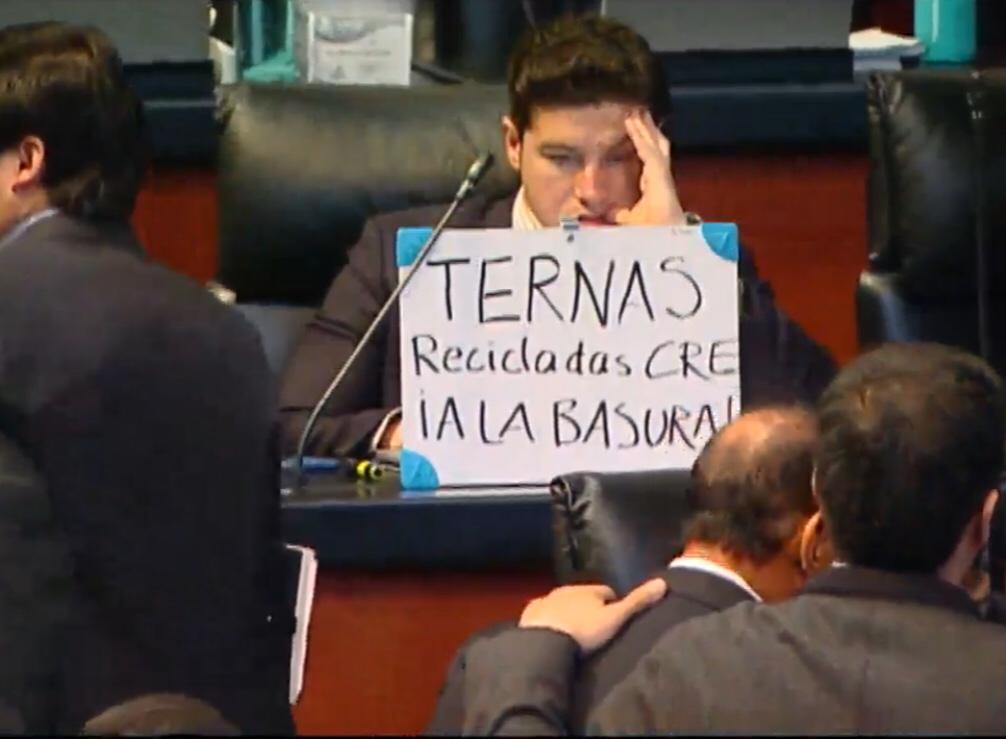 TERNAS
Recicladas CRE
¡A LA BASURA!